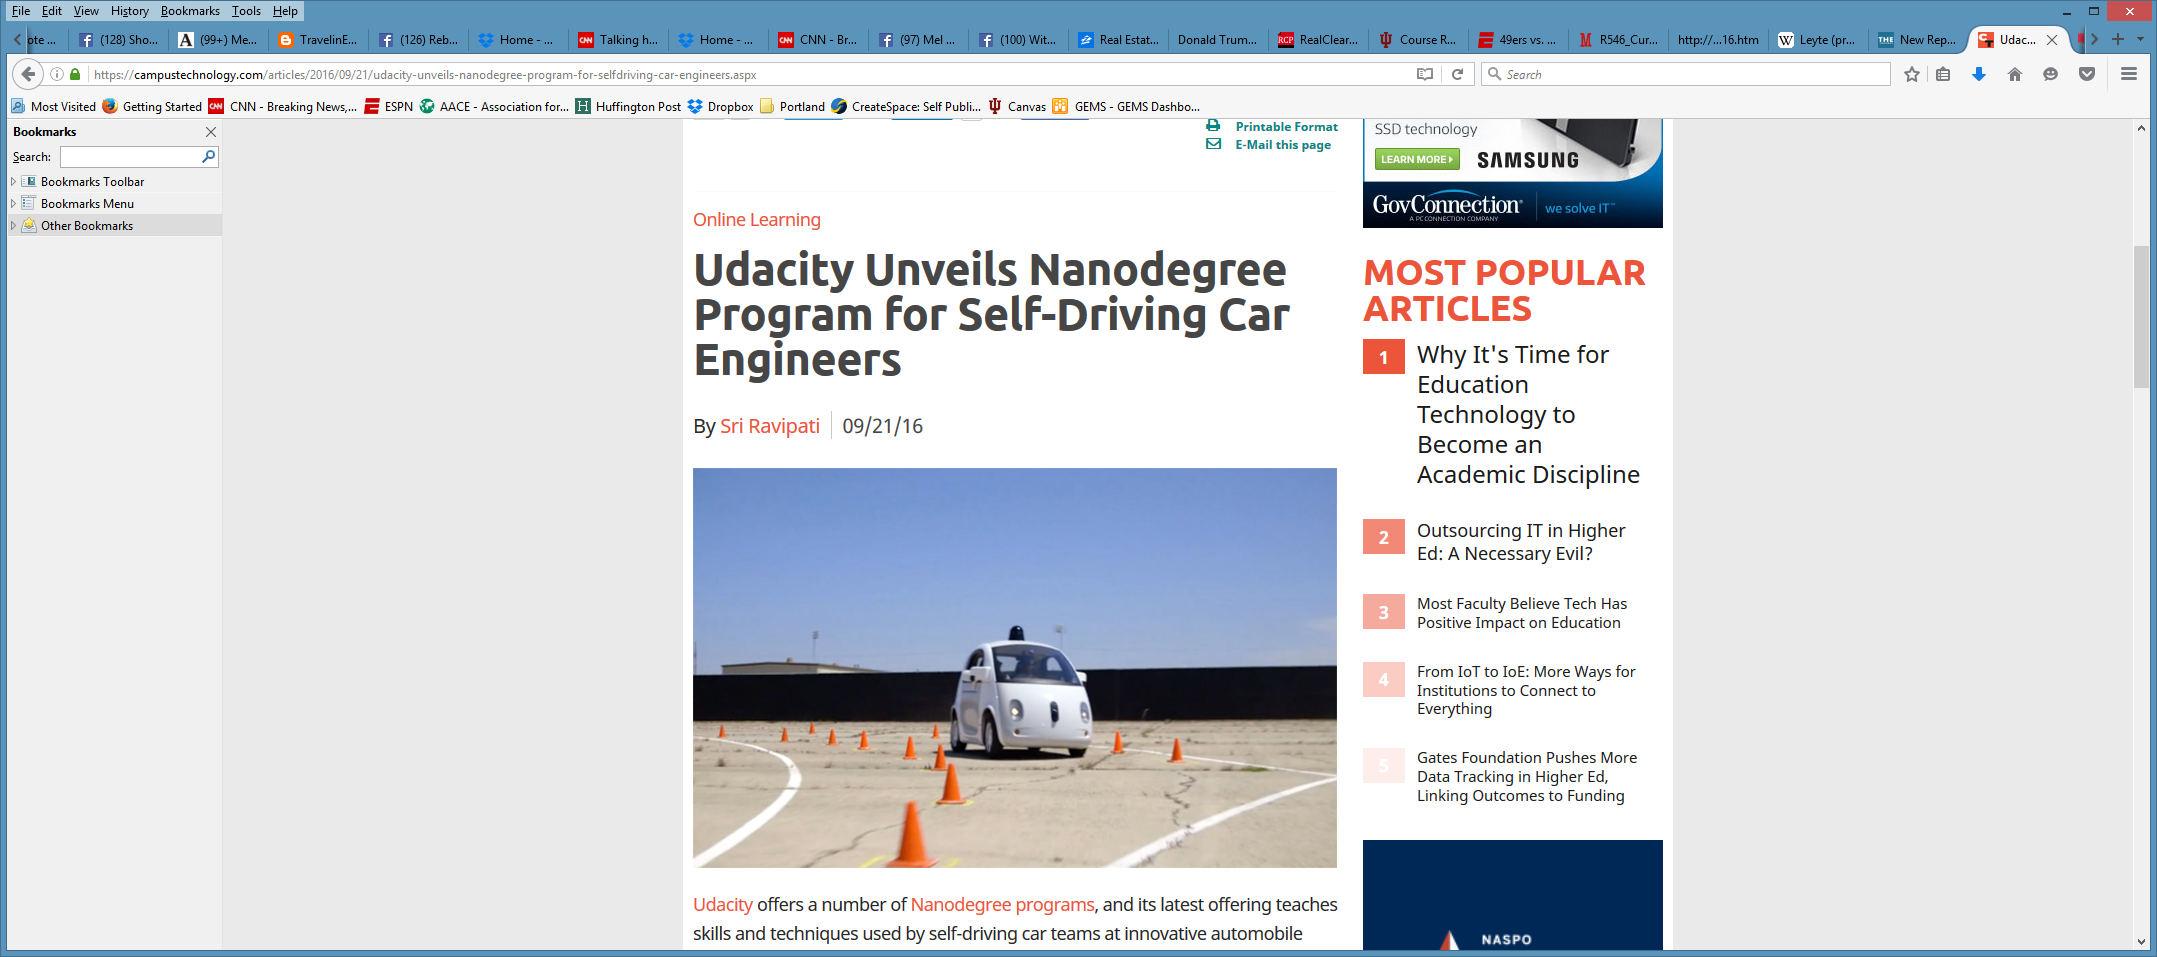 File Edit View History Bookmarks Tools Help
ote ... (128) Sho... (99+) Me... TravelinE... (126) Reb... Home - ... Talking h... Home - ... CNN - Br... (97) Mel ... (100) Wit... Real Estat... Donald Trum... RealClear... Course R... 49ers vs. ... R546_Cur... http:/...16.htm Leyte (pr... New Rep... Udac...
https://campustechnology.com/articles/2016/09/21/udacity-unveils-nanodegree-program-for-selfdriving-car-engineers.aspx
Search
Most Visited Getting Started CNN - Breaking News,... ESPN AACE - Association for... Huffington Post Dropbox Portland CreateSpace: Self Publi... Canvas GEMS - GEMS Dashbo...
Bookmarks
Search:
Bookmarks Toolbar
Bookmarks Menu
Other Bookmarks
Printable Format
E-Mail this page
Online Learning
Udacity Unveils Nanodegree
Program for Self-Driving Car
Engineers
By Sri Ravipati 09/21/16
Udacity offers a number of Nanodegree programs, and its latest offering teaches
skills and techniques used by self-driving car teams at innovative automobile
SSD technology
LEARN MORE SAMSUNG
GovConnection we solve IT™
A PC CONNECTION COMPANY
MOST POPULAR
ARTICLES
1 Why It's Time for
Education
Technology to
Become an
Academic Discipline
2 Outsourcing IT in Higher
Ed: A Necessary Evil?
3 Most Faculty Believe Tech Has
Positive Impact on Education
4 From IoT to IoE: More Ways for
Institutions to Connect to
Everything
5 Gates Foundation Pushes More
Data Tracking in Higher Ed,
Linking Outcomes to Funding
NASPO